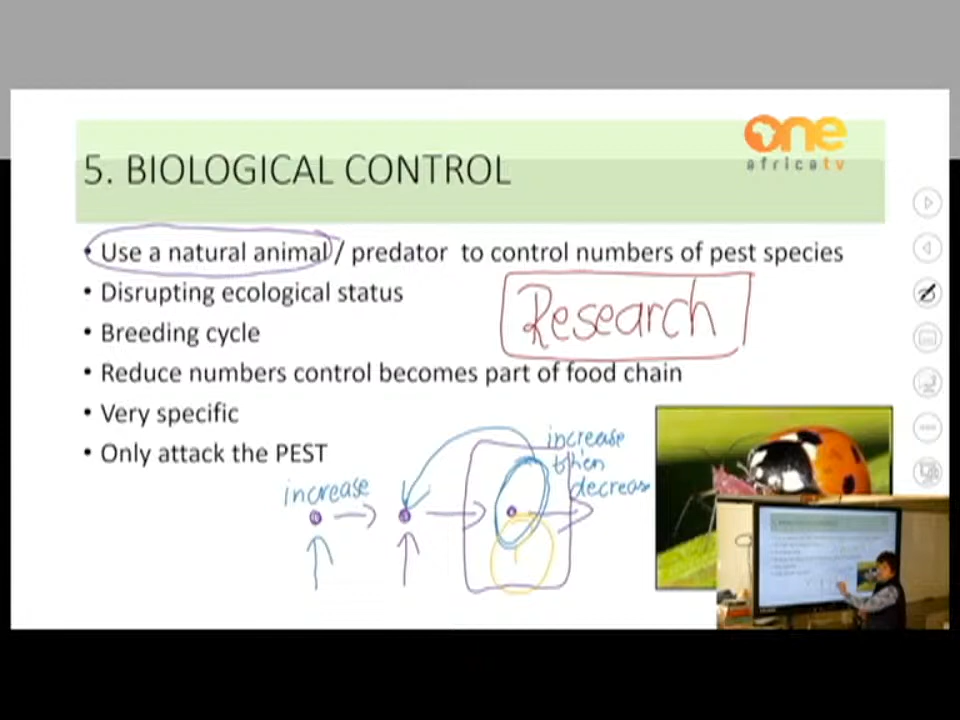 one
africa tv
5. BIOLOGICAL CONTROL
• Use a natural animal / predator to control numbers of pest species
• Disrupting ecological status
Research
• Breeding cycle
• Reduce numbers control becomes part of food chain
• Very specific
• Only attack the PEST
increase
then
decrease
increase